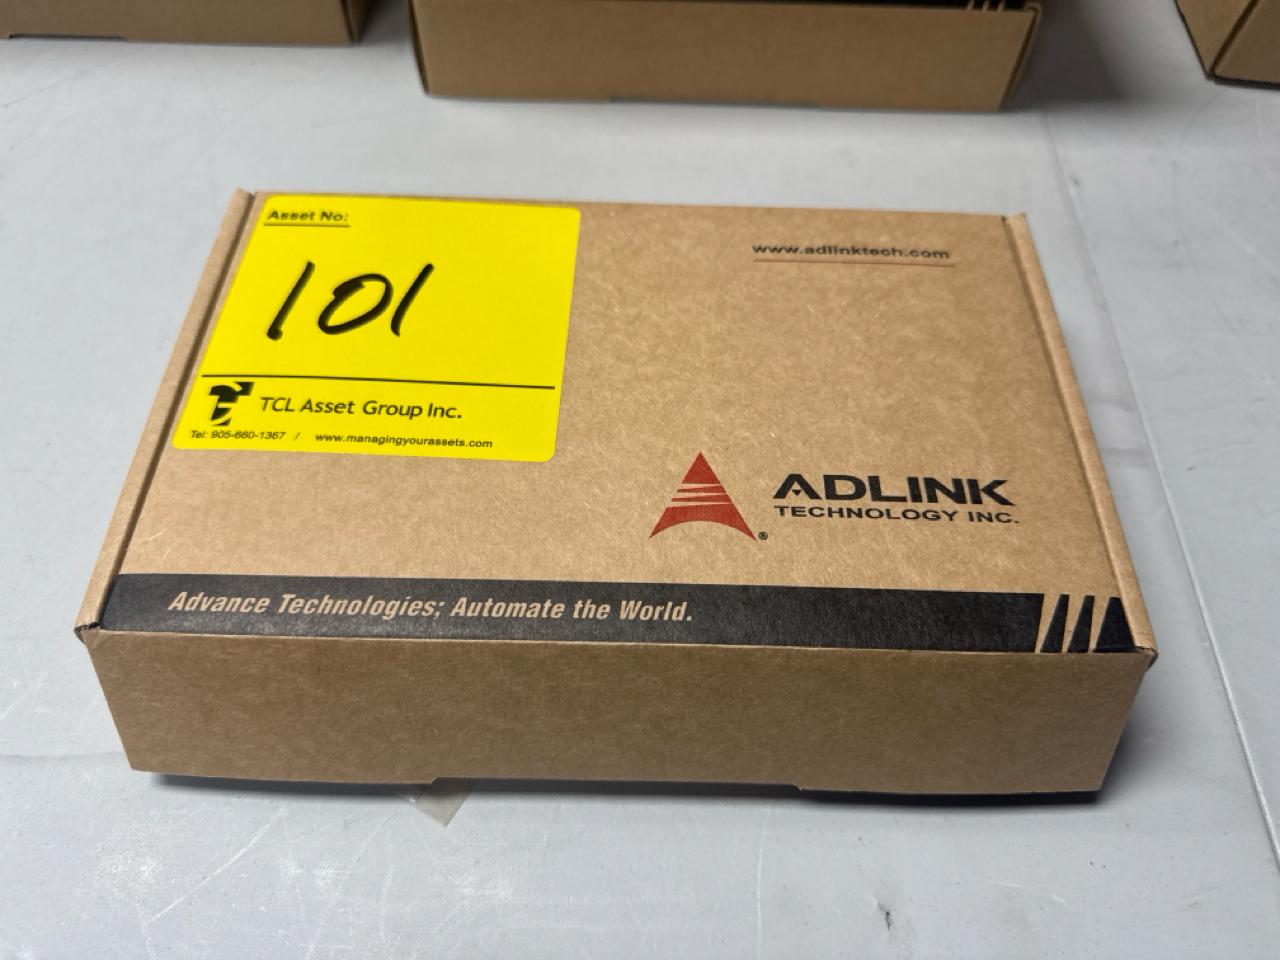 Asset No:
101
TCL Asset Group Inc.
Tel: 905-660-1367 / www.managingyourassets.com
www.adlinktech.com
ADLINK
TECHNOLOGY INC.
®
Advance Technologies; Automate the World.